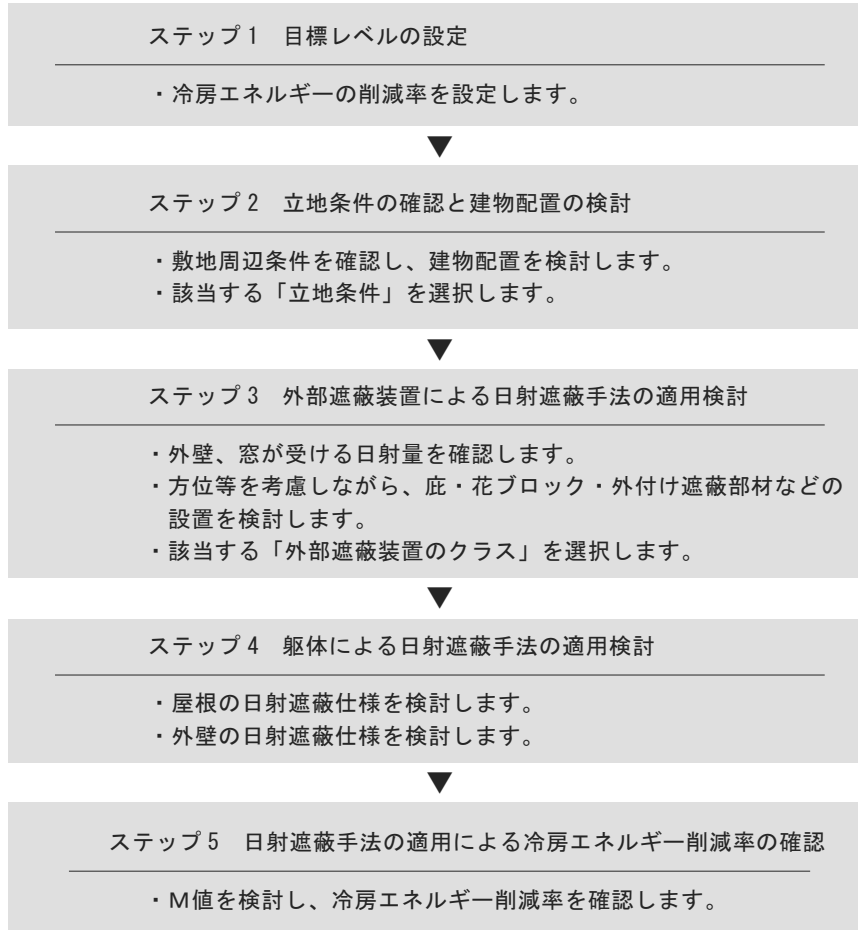 ステップ1　目標レベルの設定
・冷房エネルギーの削減率を設定します。
▼
ステップ2　立地条件の確認と建物配置の検討
・敷地周辺条件を確認し、建物配置を検討します。
・該当する「立地条件」を選択します。
▼
ステップ3　外部遮蔽装置による日射遮蔽手法の適用検討
・外壁、窓が受ける日射量を確認します。
・方位等を考慮しながら、庇・花ブロック・外付け遮蔽部材などの
設置を検討します。
・該当する「外部遮蔽装置のクラス」を選択します。
▼
ステップ4　躯体による日射遮蔽手法の適用検討
・屋根の日射遮蔽仕様を検討します。
・外壁の日射遮蔽仕様を検討します。
▼
ステップ5　日射遮蔽手法の適用による冷房エネルギー削減率の確認
・M値を検討し、冷房エネルギー削減率を確認します。